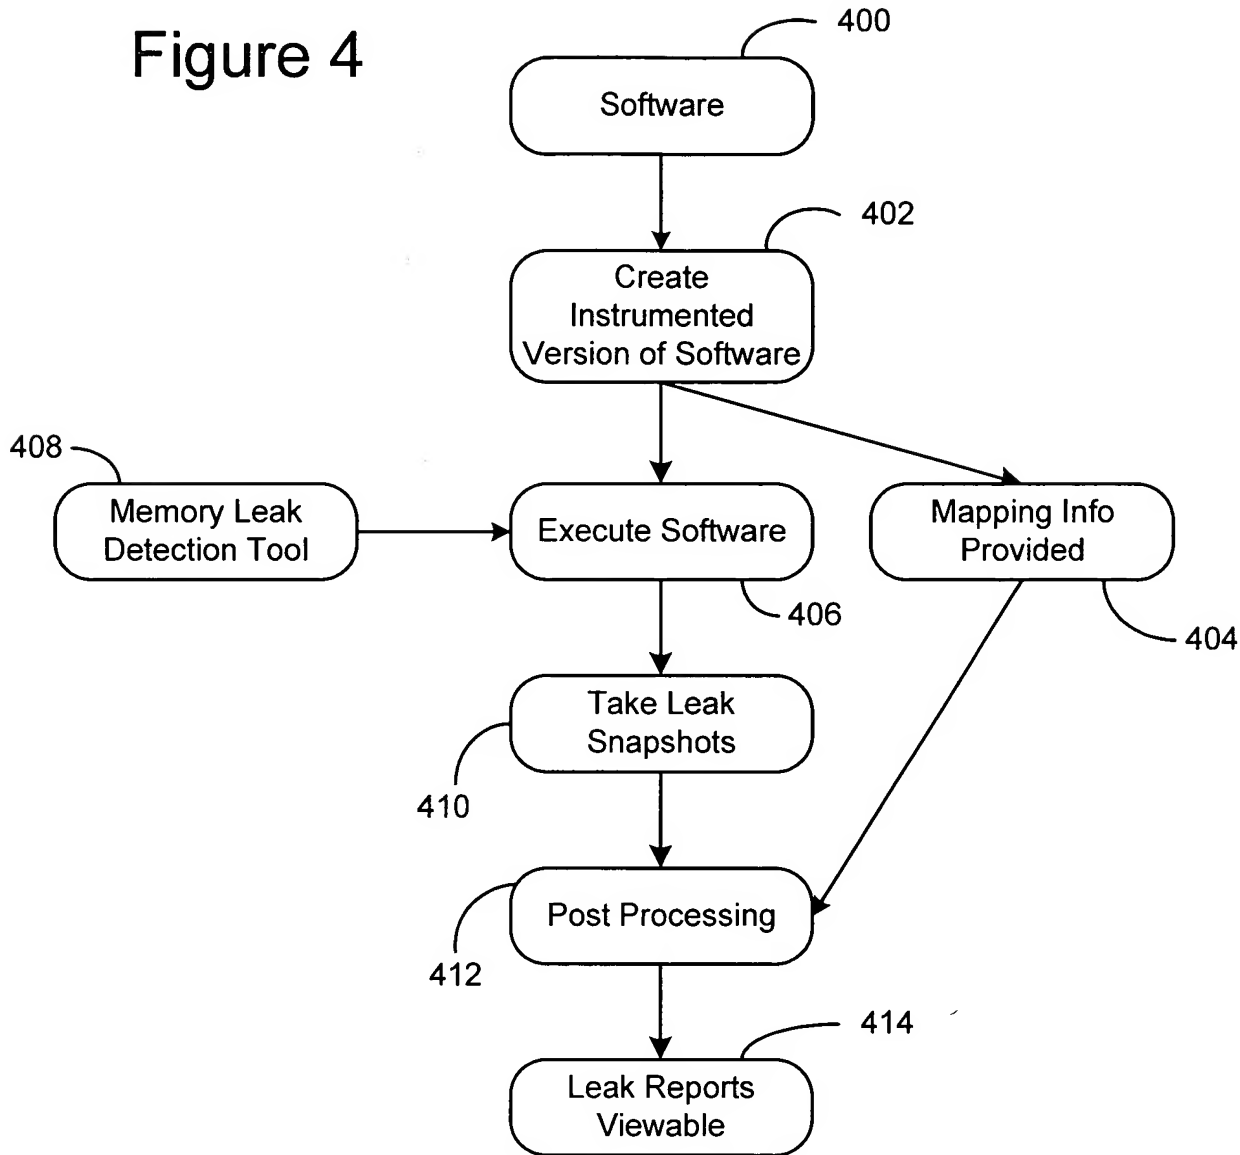 Figure 4
400
Software
402
Create
Instrumented
Version of Software
408
Memory Leak
Detection Tool
Execute Software
406
Mapping Info
Provided
404
Take Leak
Snapshots
410
Post Processing
412
414
Leak Reports
Viewable